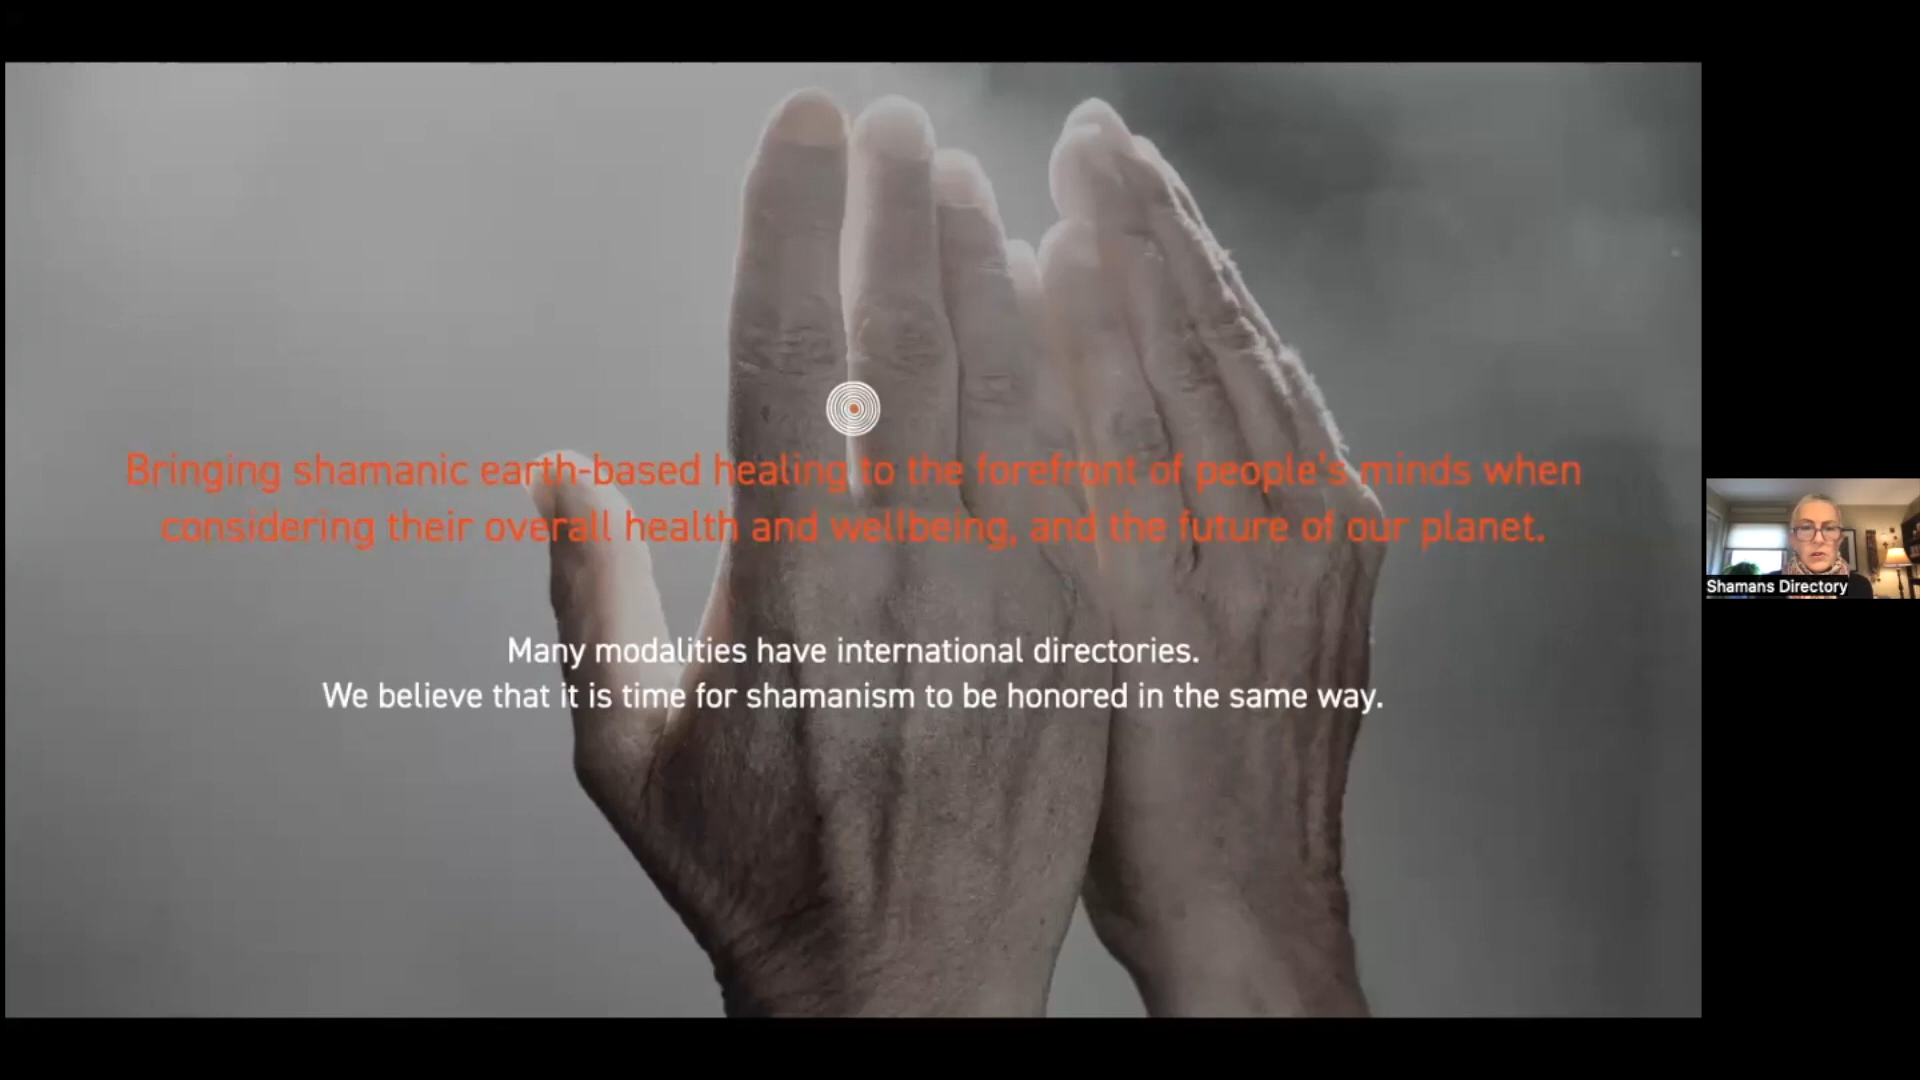 Bringing shamanic earth-based healing to the forefront of people's minds when
considering their overall health and wellbeing, and the future of our planet.
Many modalities have international directories.
We believe that it is time for shamanism to be honored in the same way.
Shamans Directory